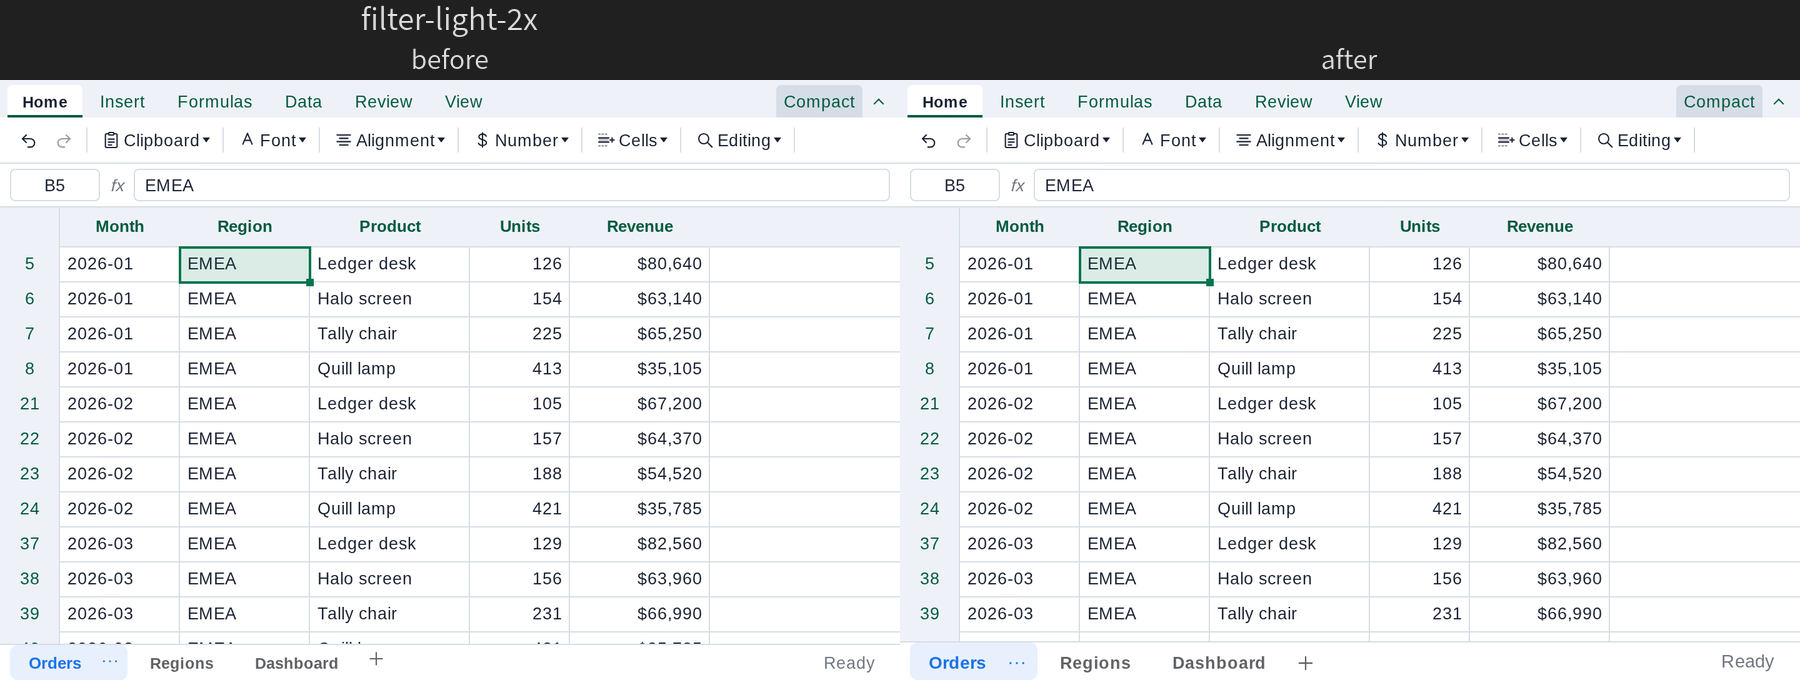 filter-light-2x
before
after
Home Insert Formulas Data Review View Compact
Clipboard Font Alignment $ Number Cells Editing
B5 fx EMEA
Month Region Product Units Revenue
5 2026-01 EMEA Ledger desk 126 $80,640
6 2026-01 EMEA Halo screen 154 $63,140
7 2026-01 EMEA Tally chair 225 $65,250
8 2026-01 EMEA Quill lamp 413 $35,105
21 2026-02 EMEA Ledger desk 105 $67,200
22 2026-02 EMEA Halo screen 157 $64,370
23 2026-02 EMEA Tally chair 188 $54,520
24 2026-02 EMEA Quill lamp 421 $35,785
37 2026-03 EMEA Ledger desk 129 $82,560
38 2026-03 EMEA Halo screen 156 $63,960
39 2026-03 EMEA Tally chair 231 $66,990
Orders ... Regions Dashboard + Ready
Home Insert Formulas Data Review View Compact
Clipboard Font Alignment $ Number Cells Editing
B5 fx EMEA
Month Region Product Units Revenue
5 2026-01 EMEA Ledger desk 126 $80,640
6 2026-01 EMEA Halo screen 154 $63,140
7 2026-01 EMEA Tally chair 225 $65,250
8 2026-01 EMEA Quill lamp 413 $35,105
21 2026-02 EMEA Ledger desk 105 $67,200
22 2026-02 EMEA Halo screen 157 $64,370
23 2026-02 EMEA Tally chair 188 $54,520
24 2026-02 EMEA Quill lamp 421 $35,785
37 2026-03 EMEA Ledger desk 129 $82,560
38 2026-03 EMEA Halo screen 156 $63,960
39 2026-03 EMEA Tally chair 231 $66,990
Orders ... Regions Dashboard + Ready